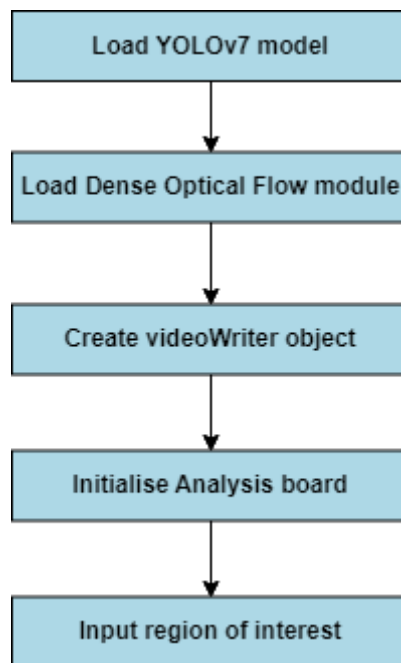 Load YOLOv7 model
Load Dense Optical Flow module
Create videoWriter object
Initialise Analysis board
Input region of interest